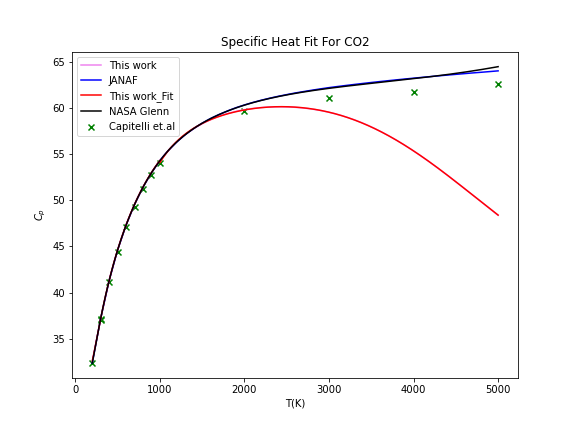 Specific Heat Fit For CO2
This work
JANAF
This work_Fit
NASA Glenn
Capitelli et.al
65
60
55
50
45
40
35
C_p
0 1000 2000 3000 4000 5000
T(K)